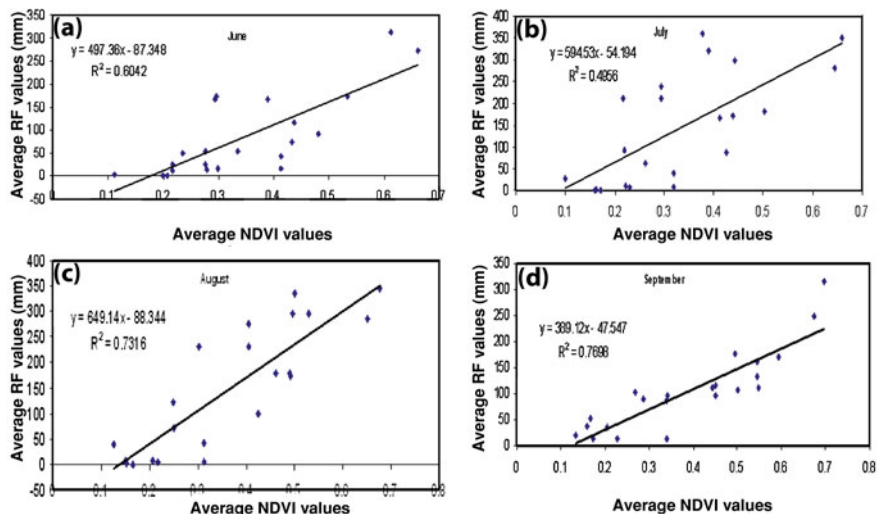 (a)
June
y = 497.36x - 87.348
R² = 0.6042
Average RF values (mm)
350
300
250
200
150
100
50
0
-50
0 0.1 0.2 0.3 0.4 0.5 0.6 0.7
Average NDVI values
(b)
July
y = 594.53x - 54.194
R² = 0.4956
Average RF values (mm)
400
350
300
250
200
150
100
50
0
0 0.1 0.2 0.3 0.4 0.5 0.6 0.7
Average NDVI values
(c)
August
y = 649.14x - 88.344
R² = 0.7316
Average RF values (mm)
400
350
300
250
200
150
100
50
0
-50
0 0.1 0.2 0.3 0.4 0.5 0.6 0.7 0.8
Average NDVI values
(d)
September
y = 389.12x - 47.547
R² = 0.7698
Average RF values (mm)
350
300
250
200
150
100
50
0
0 0.1 0.2 0.3 0.4 0.5 0.6 0.7 0.8
Average NDVI values